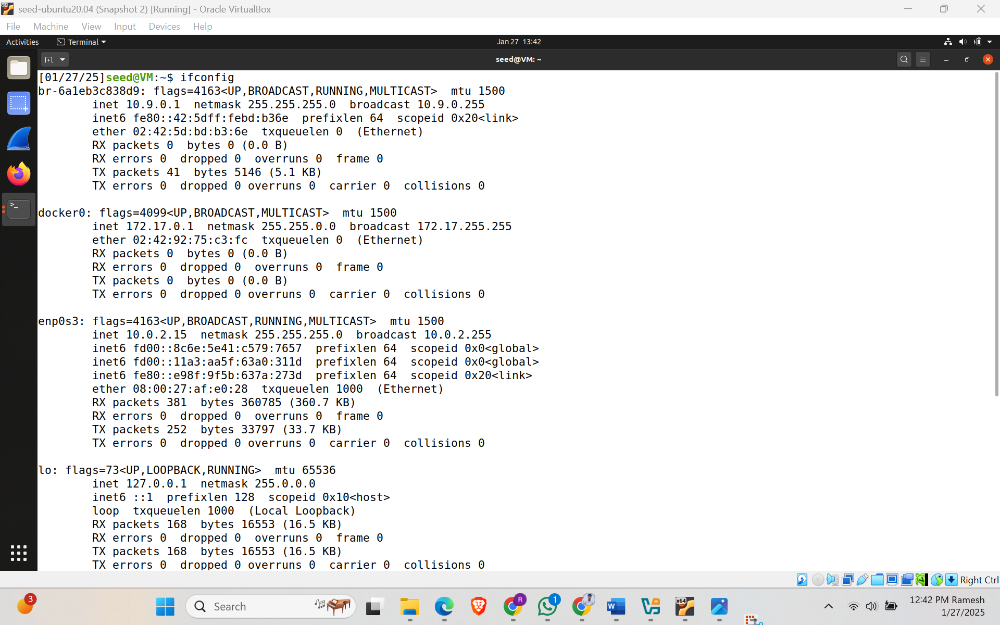 seed-ubuntu20.04 (Snapshot 2) [Running] - Oracle VirtualBox
File Machine View Input Devices Help
Activities Terminal Jan 27 13:42
seed@VM: ~
[01/27/25]seed@VM:~$ ifconfig
br-6a1eb3c838d9: flags=4163<UP,BROADCAST,RUNNING,MULTICAST>  mtu 1500
        inet 10.9.0.1  netmask 255.255.255.0  broadcast 10.9.0.255
        inet6 fe80::42:5dff:febd:b36e  prefixlen 64  scopeid 0x20<link>
        ether 02:42:5d:bd:b3:6e  txqueuelen 0  (Ethernet)
        RX packets 0  bytes 0 (0.0 B)
        RX errors 0  dropped 0  overruns 0  frame 0
        TX packets 41  bytes 5146 (5.1 KB)
        TX errors 0  dropped 0 overruns 0  carrier 0  collisions 0
docker0: flags=4099<UP,BROADCAST,MULTICAST>  mtu 1500
        inet 172.17.0.1  netmask 255.255.0.0  broadcast 172.17.255.255
        ether 02:42:92:75:c3:fc  txqueuelen 0  (Ethernet)
        RX packets 0  bytes 0 (0.0 B)
        RX errors 0  dropped 0  overruns 0  frame 0
        TX packets 0  bytes 0 (0.0 B)
        TX errors 0  dropped 0 overruns 0  carrier 0  collisions 0
enp0s3: flags=4163<UP,BROADCAST,RUNNING,MULTICAST>  mtu 1500
        inet 10.0.2.15  netmask 255.255.255.0  broadcast 10.0.2.255
        inet6 fd00::8c6e:5e41:c579:7657  prefixlen 64  scopeid 0x0<global>
        inet6 fd00::11a3:aa5f:63a0:311d  prefixlen 64  scopeid 0x0<global>
        inet6 fe80::e98f:9f5b:637a:273d  prefixlen 64  scopeid 0x20<link>
        ether 08:00:27:af:e0:28  txqueuelen 1000  (Ethernet)
        RX packets 381  bytes 360785 (360.7 KB)
        RX errors 0  dropped 0  overruns 0  frame 0
        TX packets 252  bytes 33797 (33.7 KB)
        TX errors 0  dropped 0 overruns 0  carrier 0  collisions 0
lo: flags=73<UP,LOOPBACK,RUNNING>  mtu 65536
        inet 127.0.0.1  netmask 255.0.0.0
        inet6 ::1  prefixlen 128  scopeid 0x10<host>
        loop  txqueuelen 1000  (Local Loopback)
        RX packets 168  bytes 16553 (16.5 KB)
        RX errors 0  dropped 0  overruns 0  frame 0
        TX packets 168  bytes 16553 (16.5 KB)
        TX errors 0  dropped 0 overruns 0  carrier 0  collisions 0
Right Ctrl
3
Search
R
1
W
x64
12:42 PM Ramesh
1/27/2025